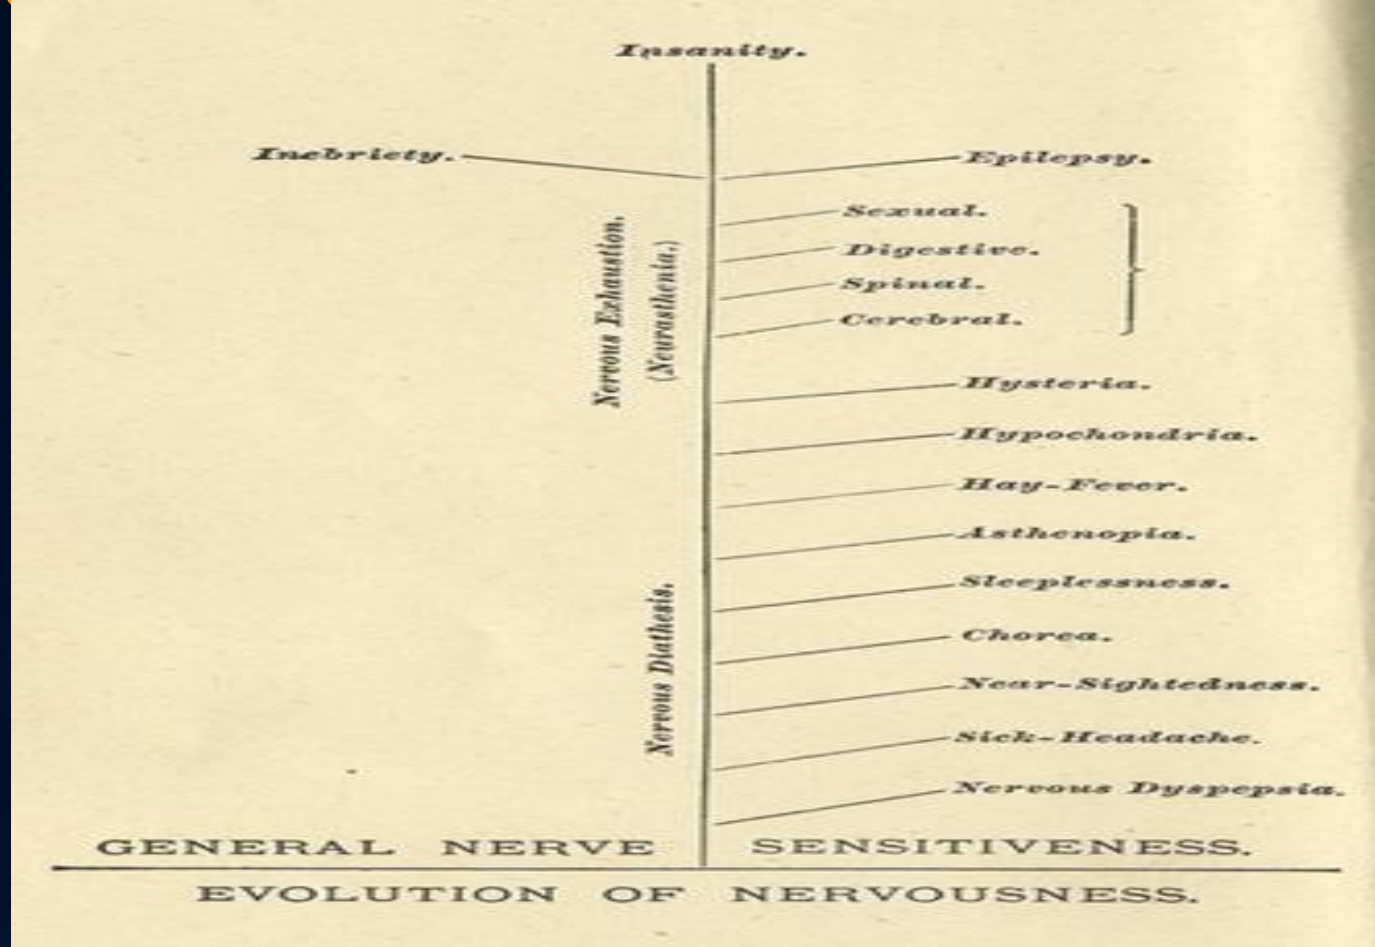 Insanity.
Inebriety.
Epilepsy.
Sexual.
Digestive.
Spinal.
Cerebral.
Nervous Exhaustion.
(Neurasthenia.)
Hysteria.
Hypochondria.
Hay-Fever.
Asthenopia.
Sleeplessness.
Chorea.
Nervous Diathesis.
Near-Sightedness.
Sick-Headache.
Nervous Dyspepsia.
GENERAL NERVE SENSITIVENESS.
EVOLUTION OF NERVOUSNESS.